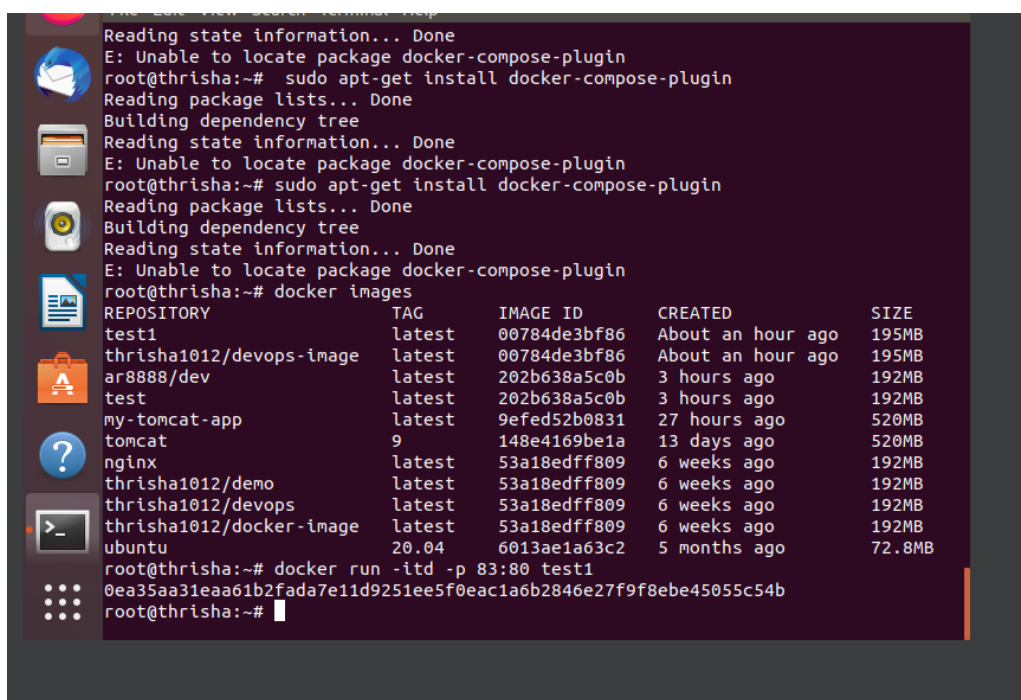 File Edit View Search Terminal Help
Reading state information... Done
E: Unable to locate package docker-compose-plugin
root@thrisha:~#  sudo apt-get install docker-compose-plugin
Reading package lists... Done
Building dependency tree
Reading state information... Done
E: Unable to locate package docker-compose-plugin
root@thrisha:~# sudo apt-get install docker-compose-plugin
Reading package lists... Done
Building dependency tree
Reading state information... Done
E: Unable to locate package docker-compose-plugin
root@thrisha:~# docker images
REPOSITORY                 TAG       IMAGE ID       CREATED             SIZE
test1                      latest    00784de3bf86   About an hour ago   195MB
thrisha1012/devops-image   latest    00784de3bf86   About an hour ago   195MB
ar8888/dev                 latest    202b638a5c0b   3 hours ago         192MB
test                       latest    202b638a5c0b   3 hours ago         192MB
my-tomcat-app              latest    9efed52b0831   27 hours ago        520MB
tomcat                     9         148e4169be1a   13 days ago         520MB
nginx                      latest    53a18edff809   6 weeks ago         192MB
thrisha1012/demo           latest    53a18edff809   6 weeks ago         192MB
thrisha1012/devops         latest    53a18edff809   6 weeks ago         192MB
thrisha1012/docker-image   latest    53a18edff809   6 weeks ago         192MB
ubuntu                     20.04     6013ae1a63c2   5 months ago        72.8MB
root@thrisha:~# docker run -itd -p 83:80 test1
0ea35aa31eaa61b2fada7e11d9251ee5f0eac1a6b2846e27f9f8ebe45055c54b
root@thrisha:~#